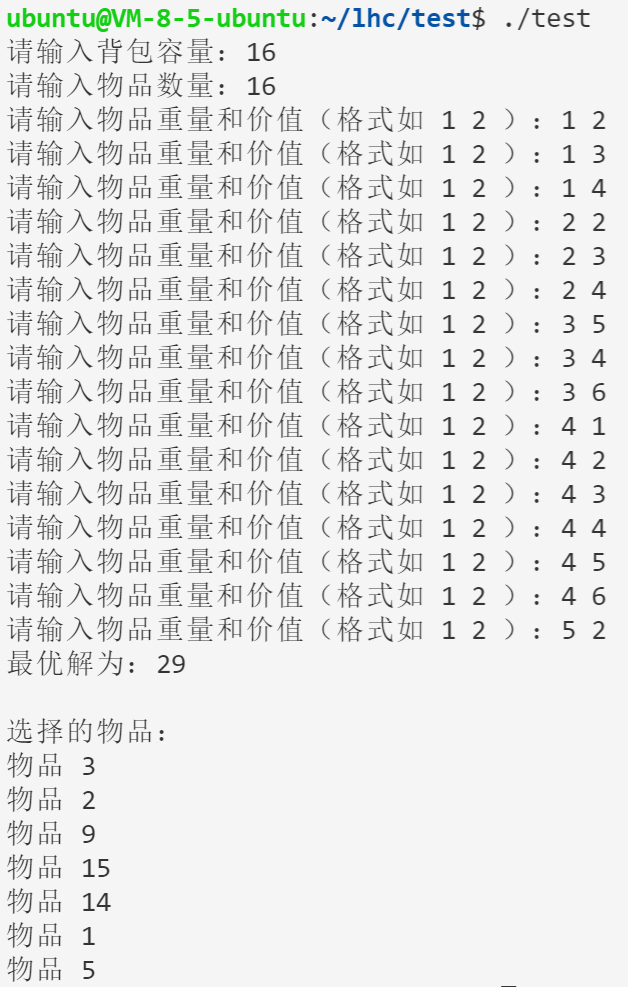 ubuntu@VM-8-5-ubuntu:~/lhc/test$ ./test
请输入背包容量: 16
请输入物品数量: 16
请输入物品重量和价值（格式如 1 2 ）: 1 2
请输入物品重量和价值（格式如 1 2 ）: 1 3
请输入物品重量和价值（格式如 1 2 ）: 1 4
请输入物品重量和价值（格式如 1 2 ）: 2 2
请输入物品重量和价值（格式如 1 2 ）: 2 3
请输入物品重量和价值（格式如 1 2 ）: 2 4
请输入物品重量和价值（格式如 1 2 ）: 3 5
请输入物品重量和价值（格式如 1 2 ）: 3 4
请输入物品重量和价值（格式如 1 2 ）: 3 6
请输入物品重量和价值（格式如 1 2 ）: 4 1
请输入物品重量和价值（格式如 1 2 ）: 4 2
请输入物品重量和价值（格式如 1 2 ）: 4 3
请输入物品重量和价值（格式如 1 2 ）: 4 4
请输入物品重量和价值（格式如 1 2 ）: 4 5
请输入物品重量和价值（格式如 1 2 ）: 4 6
请输入物品重量和价值（格式如 1 2 ）: 5 2
最优解为: 29
选择的物品:
物品 3
物品 2
物品 9
物品 15
物品 14
物品 1
物品 5